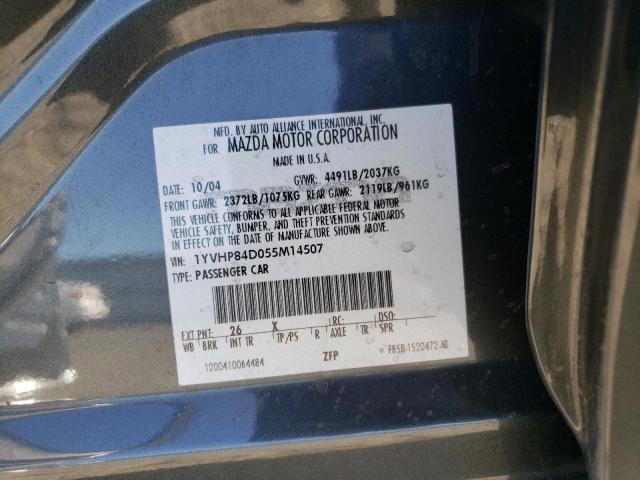 MFD. BY AUTO ALLIANCE INTERNATIONAL, INC.
FOR MAZDA MOTOR CORPORATION
MADE IN U.S.A.
DATE: 10/04 GVWR: 4491LB/2037KG
FRONT GAWR: 2372LB/1075KG REAR GAWR: 2119LB/961KG
THIS VEHICLE CONFORMS TO ALL APPLICABLE FEDERAL MOTOR
VEHICLE SAFETY, BUMPER, AND THEFT PREVENTION STANDARDS
IN EFFECT ON THE DATE OF MANUFACTURE SHOWN ABOVE.
VIN: 1YVHP84D055M14507
TYPE: PASSENGER CAR
EXT PNT: 26 X RC: DSO:
WB BRK INT TR TP/PS R AXLE TR SPR
ZFP
1200410064484 F85B-1520472-AB